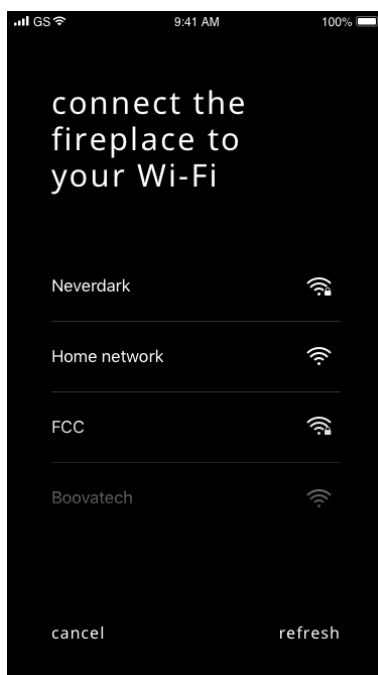 GS 9:41 AM 100%
connect the
fireplace to
your Wi-Fi
Neverdark
Home network
FCC
Boovatech
cancel refresh